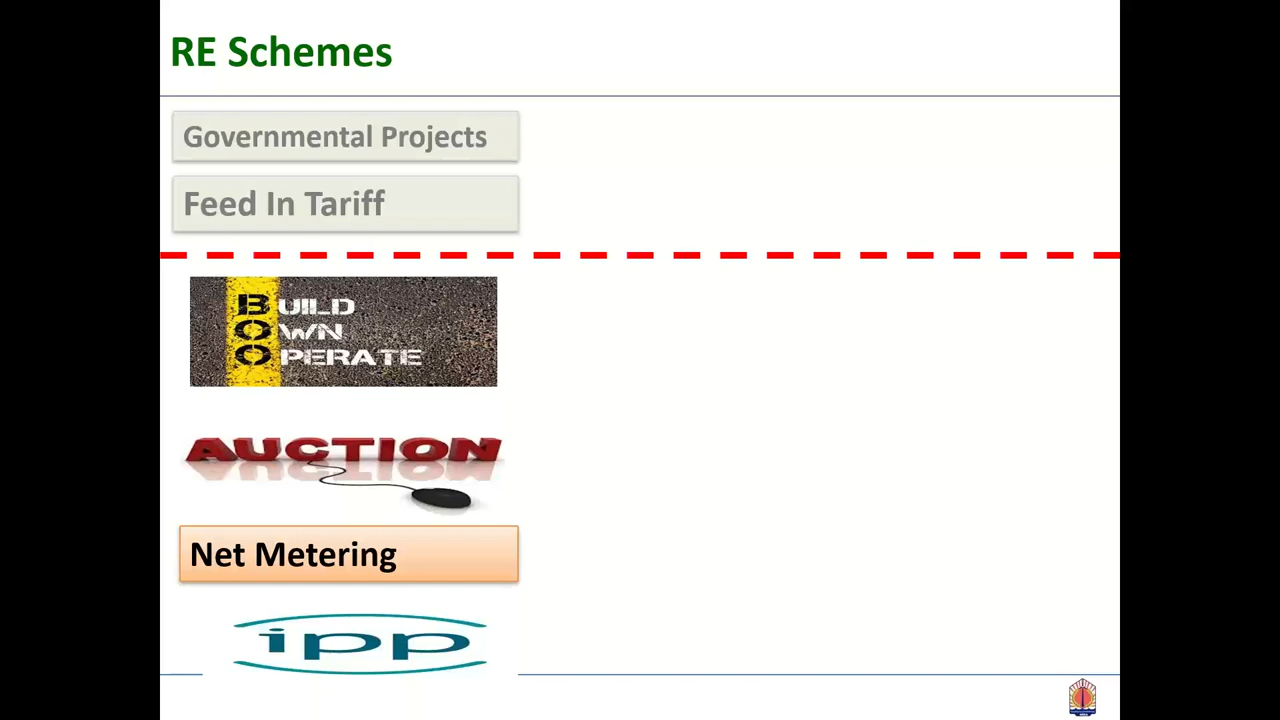 RE Schemes
Governmental Projects
Feed In Tariff
BUILD
OWN
OPERATE
AUCTION
Net Metering
ipp